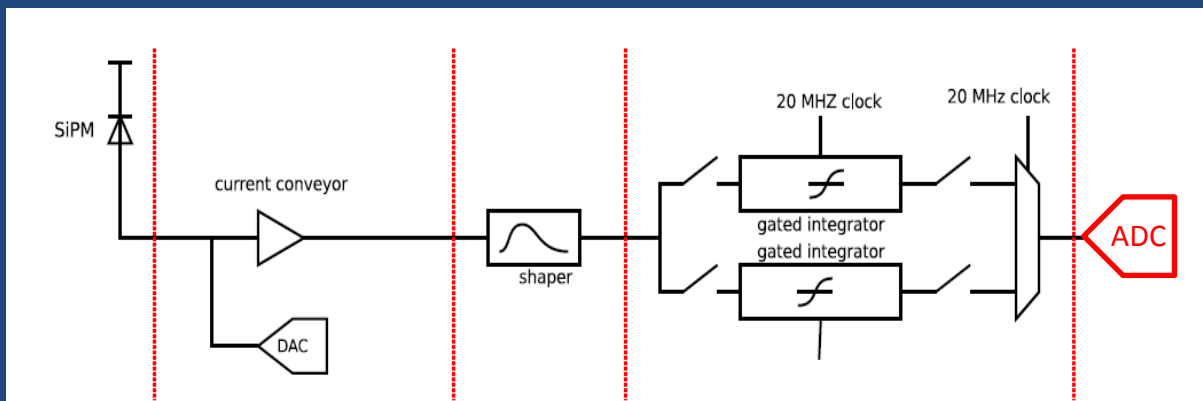 20 MHZ clock
20 MHz clock
SiPM
current conveyor
gated integrator
gated integrator
ADC
shaper
DAC